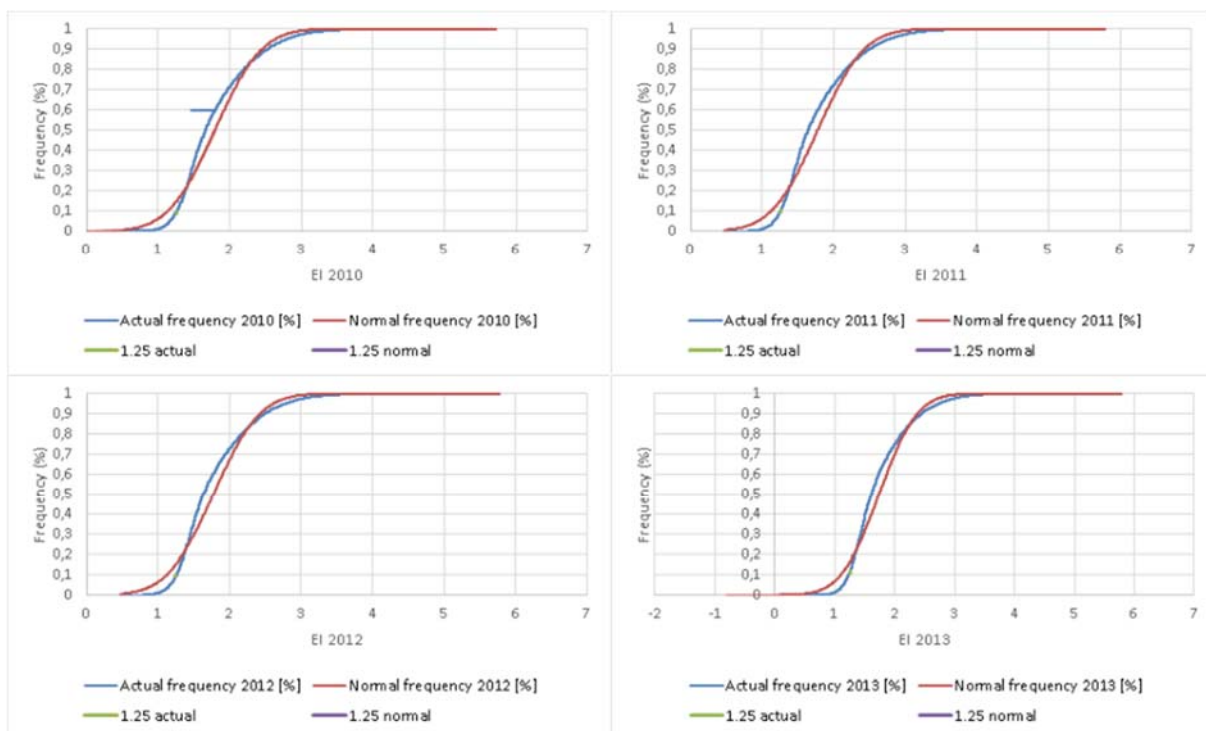 1
0,9
0,8
0,7
0,6
0,5
0,4
0,3
0,2
0,1
0
Frequency (%)
0 1 2 3 4 5 6 7
EI 2010
Actual frequency 2010 [%] Normal frequency 2010 [%]
1.25 actual 1.25 normal
1
0,9
0,8
0,7
0,6
0,5
0,4
0,3
0,2
0,1
0
Frequency (%)
0 1 2 3 4 5 6 7
EI 2011
Actual frequency 2011 [%] Normal frequency 2011 [%]
1.25 actual 1.25 normal
1
0,9
0,8
0,7
0,6
0,5
0,4
0,3
0,2
0,1
0
Frequency (%)
0 1 2 3 4 5 6 7
EI 2012
Actual frequency 2012 [%] Normal frequency 2012 [%]
1.25 actual 1.25 normal
1
0,9
0,8
0,7
0,6
0,5
0,4
0,3
0,2
0,1
0
Frequency (%)
-2 -1 0 1 2 3 4 5 6 7
EI 2013
Actual frequency 2013 [%] Normal frequency 2013 [%]
1.25 actual 1.25 normal